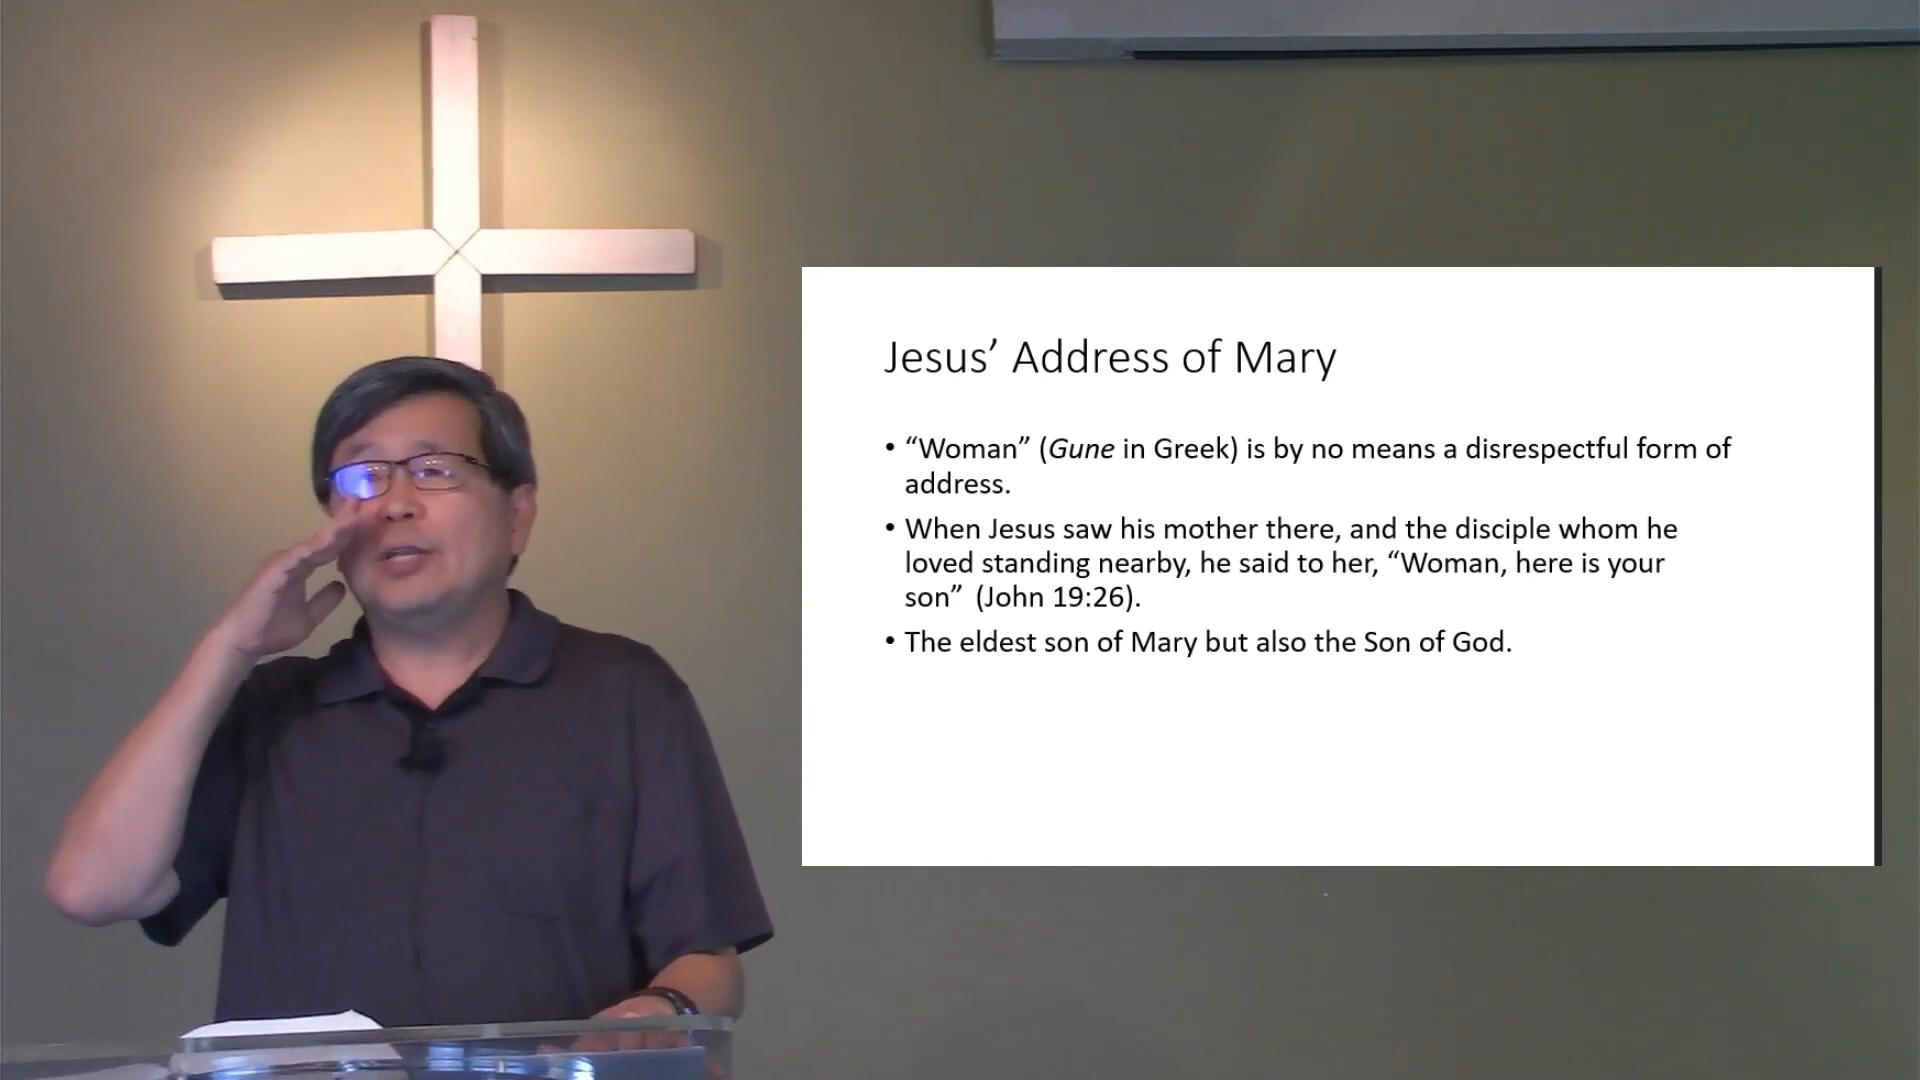 Jesus’ Address of Mary
• “Woman” (Gune in Greek) is by no means a disrespectful form of
address.
• When Jesus saw his mother there, and the disciple whom he
loved standing nearby, he said to her, “Woman, here is your
son” (John 19:26).
• The eldest son of Mary but also the Son of God.